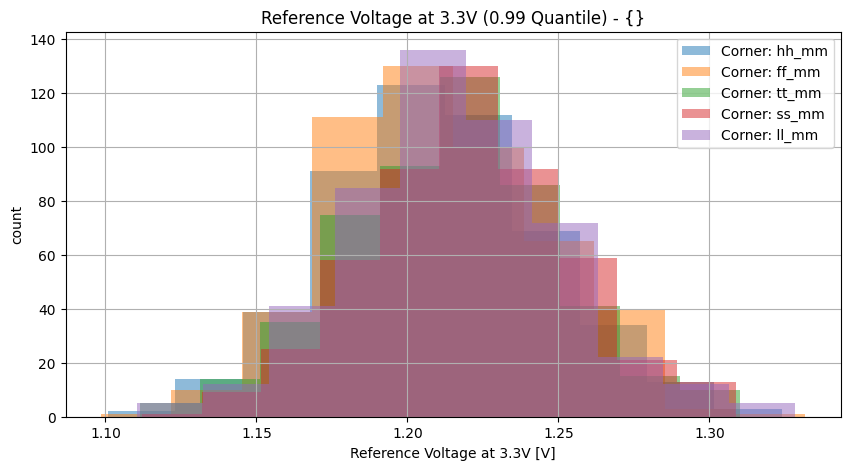 Reference Voltage at 3.3V (0.99 Quantile) - {}
140
120
100
80
60
40
20
0
count
Corner: hh_mm
Corner: ff_mm
Corner: tt_mm
Corner: ss_mm
Corner: ll_mm
1.10 1.15 1.20 1.25 1.30
Reference Voltage at 3.3V [V]